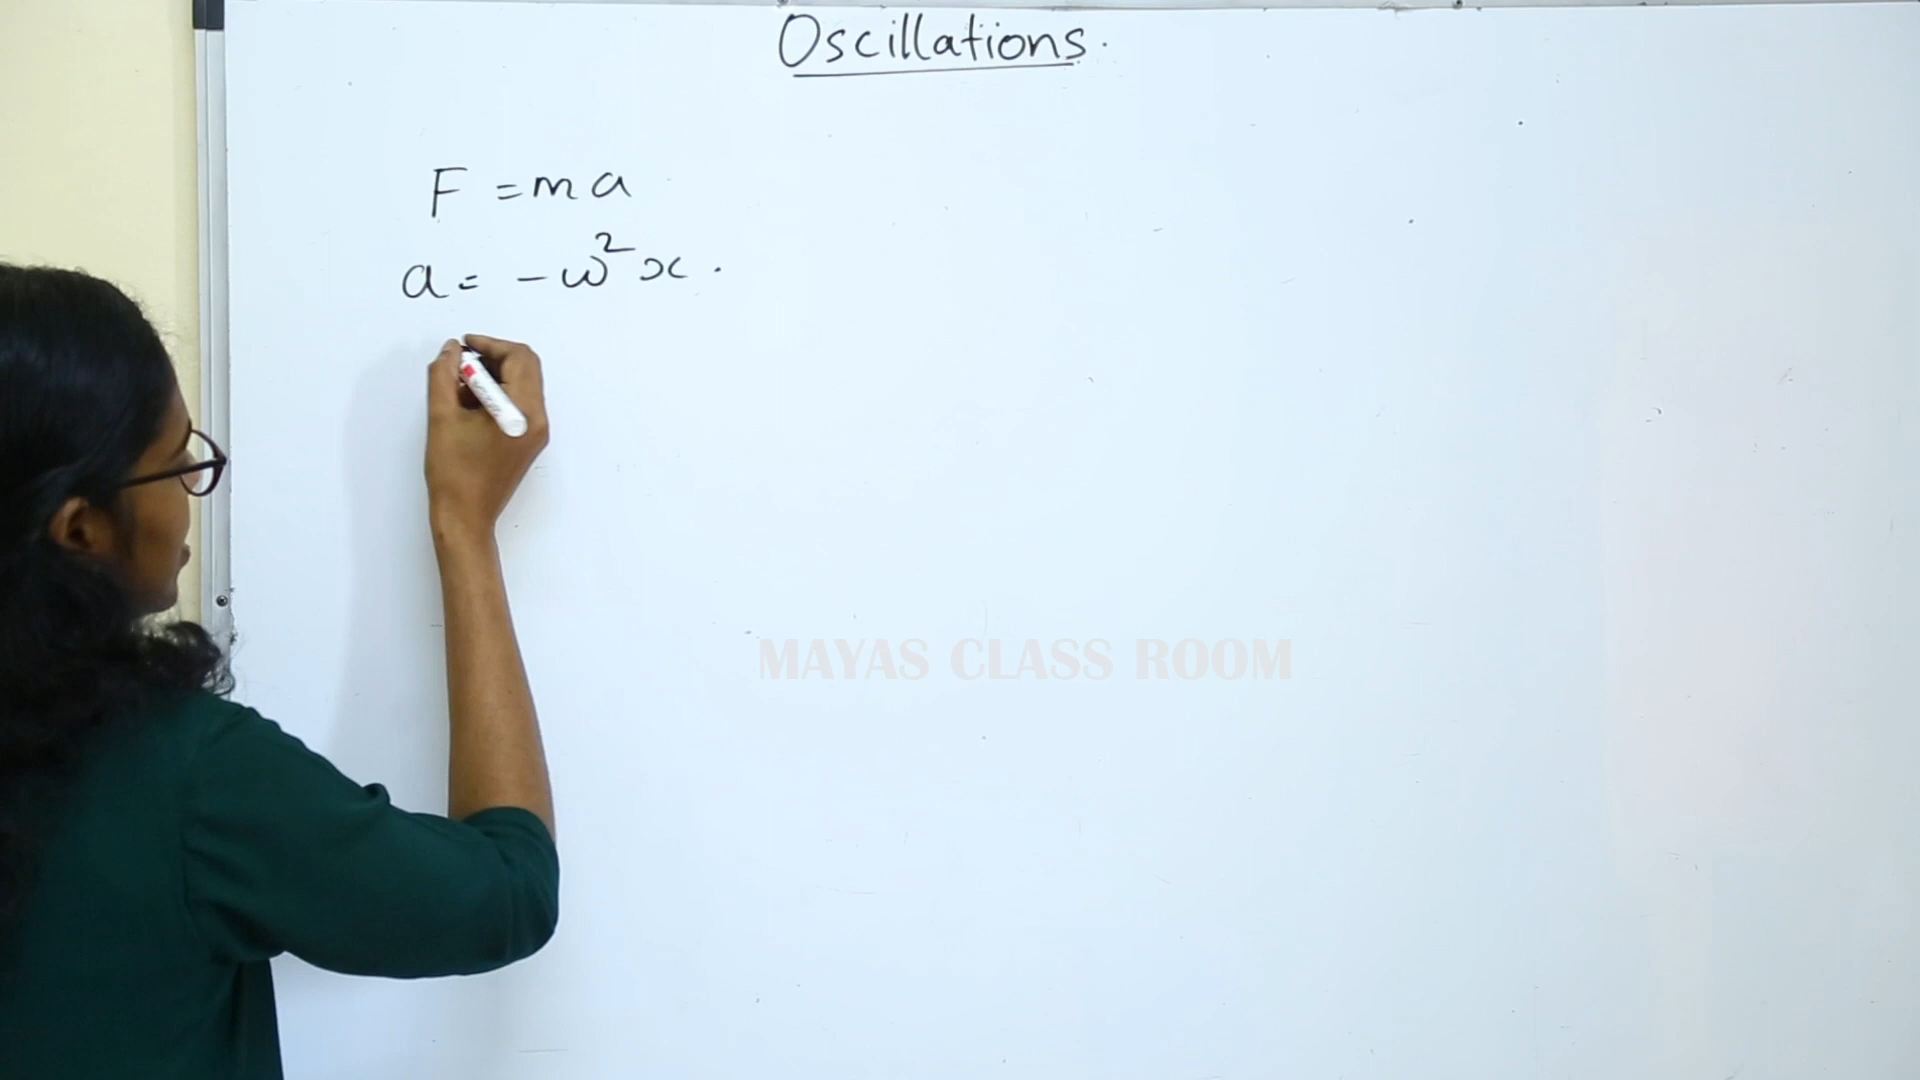 Oscillations.
F = ma
a = -ω²x.
MAYAS CLASS ROOM